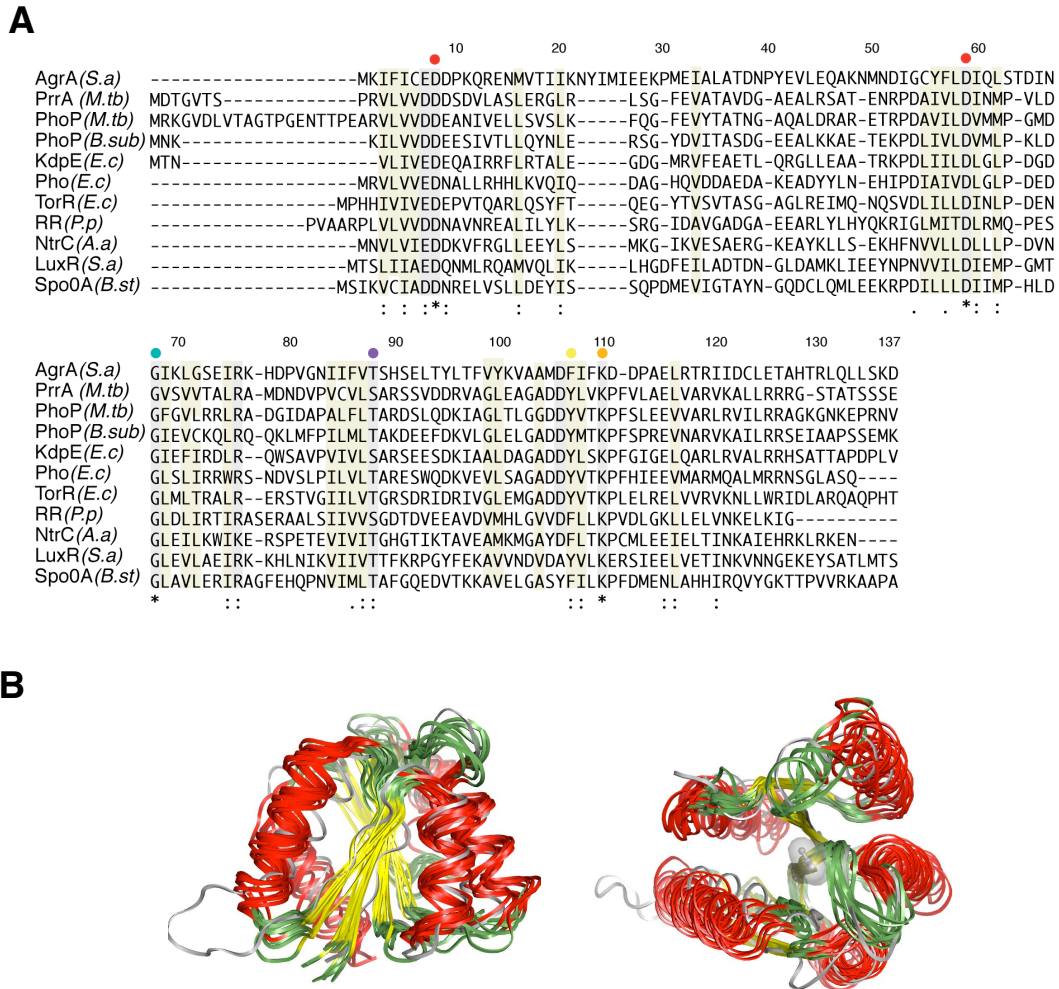 A
10 20 30 40 50 60
AgrA(S.a) --------------------MKIFICEDDPKQRENMVTIIKNYIMIEEKPMEIALATDNPYEVLEQAKNMNDIGCYFLDIQLSTDIN
PrrA (M.tb) MDTGVTS-------------PRVLVVDDDSDVLASLERGLR-----LSG-FEVATAVDG-AEALRSAT-ENRPDAIVLDINMP-VLD
PhoP(M.tb) MRKGVDLVTAGTPGENTTPEARVLVVDDEANIVELLSVSLK-----FQG-FEVYTATNG-AQALDRAR-ETRPDAVILDVMMP-GMD
PhoP(B.sub) MNK------------------KILVVDDEESIVTLLQYNLE-----RSG-YDVITASDG-EEALKKAE-TEKPDLIVLDVMLP-KLD
KdpE(E.c) MTN-------------------VLIVEDEQAIRRFLRTALE-----GDG-MRVFEAETL-QRGLLEAA-TRKPDLIILDLGLP-DGD
Pho(E.c) --------------------MRVLVVEDNALLRHHLKVQIQ-----DAG-HQVDDAEDA-KEADYYLN-EHIPDIAIVDLGLP-DED
TorR(E.c) ------------------MPHHIVIVEDEPVTQARLQSYFT-----QEG-YTVSVTASG-AGLREIMQ-NQSVDLILLDINLP-DEN
RR(P.p) ---------------PVAARPLVVVDDNAVNREALILEYLK-----SRG-IDAVGADGA-EEARLYLHYQKRIGLMITDLRMQ-PES
NtrC(A.a) --------------------MNVLVIEDDKVFRGLLEEYLS-----MKG-IKVESAERG-KEAYKLLS-EKHFNVVLLDLLLP-DVN
LuxR(S.a) -------------------MTSLIIAEDQNMLRQAMVQLIK-----LHGDFEILADTDN-GLDAMKLIEEYNPNVVILDIEMP-GMT
Spo0A(B.st) ------------------MSIKVCIADDNRELVSLLDEYIS-----SQPDMEVIGTAYN-GQDCLQMLEEKRPDILLLDIIMP-HLD
: : :*: : : . . *: :
70 80 90 100 110 120 127 130 137
AgrA(S.a) GIKLGSEIRK-HDPVGNIIFVTSHSELTYLTFVYKVAAMDFIFKD-DPAELRTRIIDCLETAHTRLQLLSKD
PrrA (M.tb) GVSVVTALRA-MDNDVPVCVLSARSSVDDRVAGLEAGADDYLVKPFVLAELVARVKALLRRRG-STATSSSE
PhoP(M.tb) GFGVLRRLRA-DGIDAPALFLTARDSLQDKIAGLTLGGDDYVTKPFSLEEVVARLRVILRRAGKGNKEPRNV
PhoP(B.sub) GIEVCKQLRQ-QKLMFPILMLTAKDEEFDKVLGLELGADDYMTKPFSPREVNARVKAILRRSEIAAPSSEMK
KdpE(E.c) GIEFIRDLR--QWSAVPVIVLSARSEESDKIAALDAGADDYLSKPFGIGELQARLRVALRRHSATTAPDPLV
Pho(E.c) GLSLIRRWRS-NDVSLPILVLTARESWQDKVEVLSAGADDYVTKPFHIEEVMARMQALMRRNSGLASQ----
TorR(E.c) GLMLTRALR--ERSTVGIILVTGRSDRIDRIVGLEMGADDYVTKPLELRELVVRVKNLLWRIDLARQAQPHT
RR(P.p) GLDLIRTIRASERAALSIIVVSGDTDVEEAVDVMHLGVVDFLLKPVDLGKLLELVNKELKIG----------
NtrC(A.a) GLEILKWIKE-RSPETEVIVITGHGTIKTAVEAMKMGAYDFLTKPCMLEEIELTINKAIEHRKLRKEN----
LuxR(S.a) GLEVLAEIRK-KHLNIKVIIVTTFKRPGYFEKAVVNDVDAYVLKERSIEELVETINKVNNGEKEYSATLMTS
Spo0A(B.st) GLAVLERIRAGFEHQPNVIMLTAFGQEDVTKKAVELGASYFILKPFDMENLAHHIRQVYGKTTPVVRKAAPA
* :: .:: :: * :: :
B